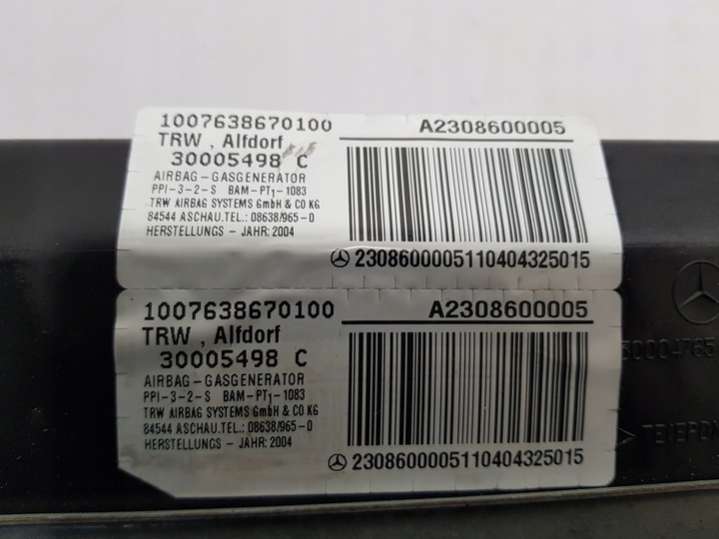 1007638670100
A2308600005
TRW , Alfdorf
30005498 C
AIRBAG-GASGENERATOR
PPI-3-2-S BAM-PT1-1083
TRW AIRBAG SYSTEMS GmbH & CO KG
84544 ASCHAU.TEL.: 08638/965-0
HERSTELLUNGS - JAHR: 2004
2308600005110404325015
1007638670100
A2308600005
TRW , Alfdorf
30005498 C
AIRBAG-GASGENERATOR
PPI-3-2-S BAM-PT1-1083
TRW AIRBAG SYSTEMS GmbH & CO KG
84544 ASCHAU.TEL.: 08638/965-0
HERSTELLUNGS - JAHR: 2004
2308600005110404325015